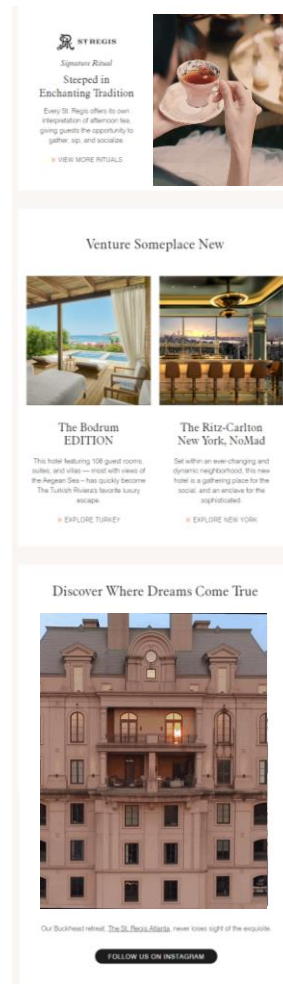 ST REGIS
Signature Ritual
Steeped in
Enchanting Tradition
Every St. Regis offers its own
interpretation of afternoon tea,
giving guests the opportunity to
gather, sip, and socialize.
» VIEW MORE RITUALS
Venture Someplace New
The Bodrum
EDITION
This hotel featuring 108 guest rooms,
suites, and villas — most with views of
the Aegean Sea – has quickly become
The Turkish Riviera's favorite luxury
escape.
» EXPLORE TURKEY
The Ritz-Carlton
New York, NoMad
Set within an ever-changing and
dynamic neighborhood, this new
hotel is a gathering place for the
social, and an enclave for the
sophisticated.
» EXPLORE NEW YORK
Discover Where Dreams Come True
Our Buckhead retreat, The St. Regis Atlanta, never loses sight of the exquisite.
FOLLOW US ON INSTAGRAM